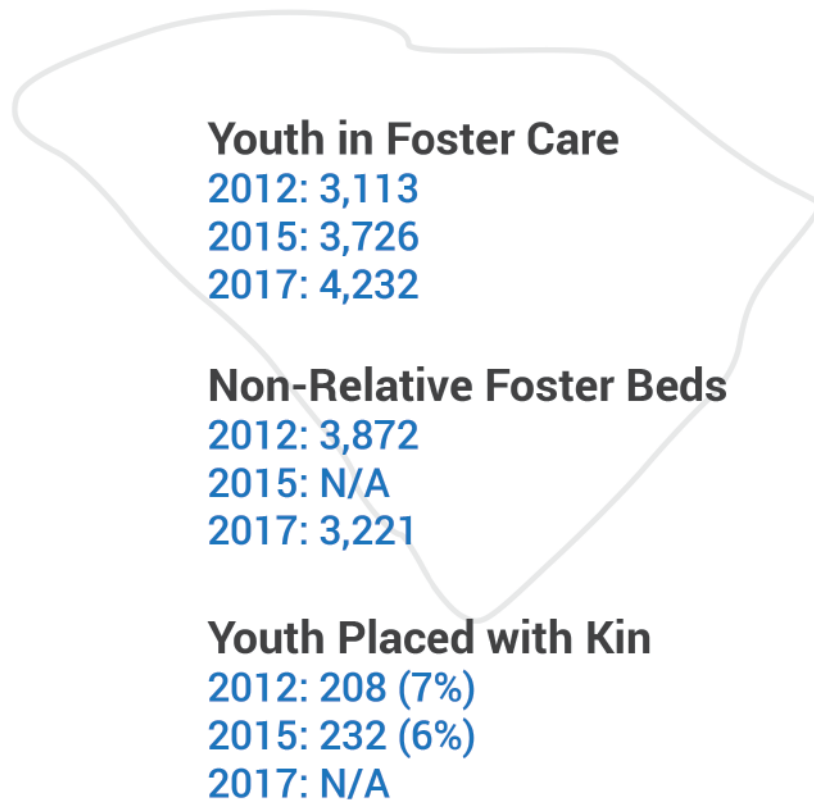 Youth in Foster Care
2012: 3,113
2015: 3,726
2017: 4,232
Non-Relative Foster Beds
2012: 3,872
2015: N/A
2017: 3,221
Youth Placed with Kin
2012: 208 (7%)
2015: 232 (6%)
2017: N/A